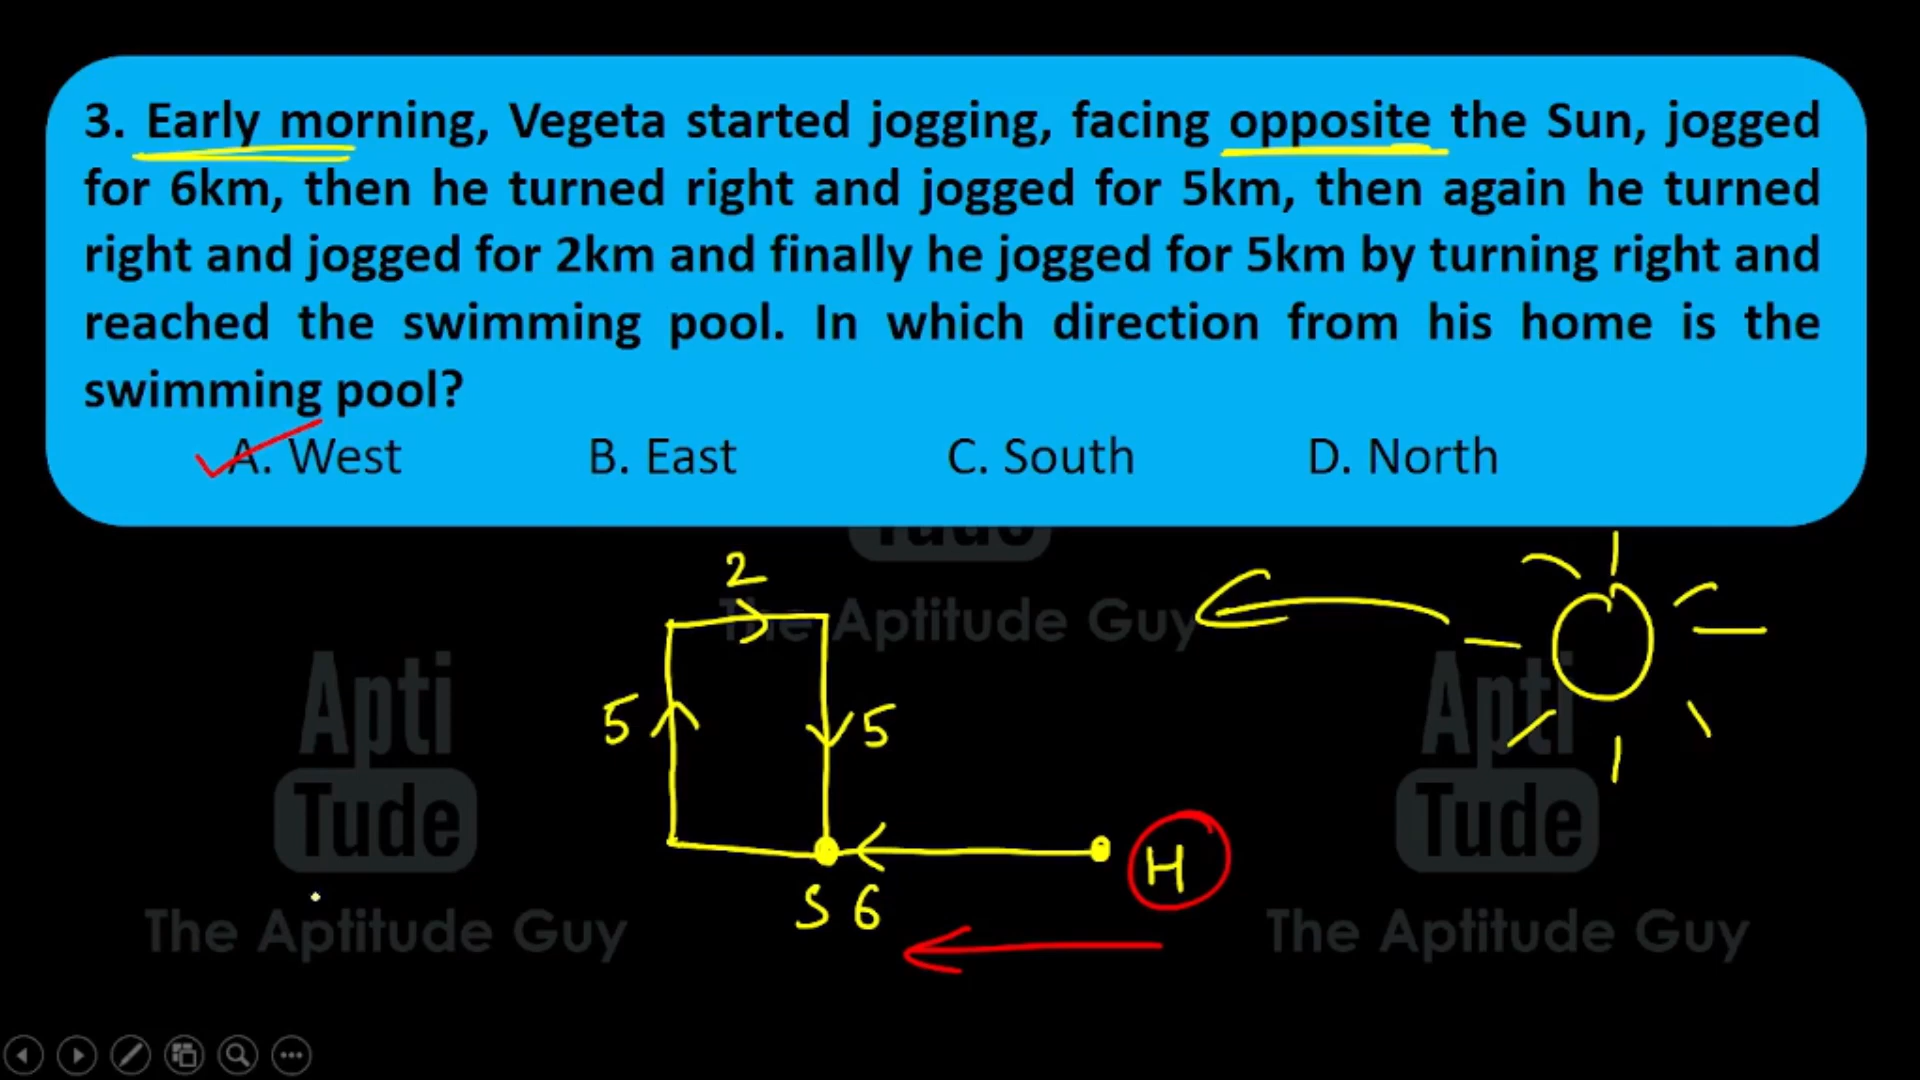 3. Early morning, Vegeta started jogging, facing opposite the Sun, jogged
for 6km, then he turned right and jogged for 5km, then again he turned
right and jogged for 2km and finally he jogged for 5km by turning right and
reached the swimming pool. In which direction from his home is the
swimming pool?
A. West B. East C. South D. North
Tude
2
The Aptitude Guy
Apti
Tude
The Aptitude Guy
5
5
H
S 6
Apti
Tude
The Aptitude Guy